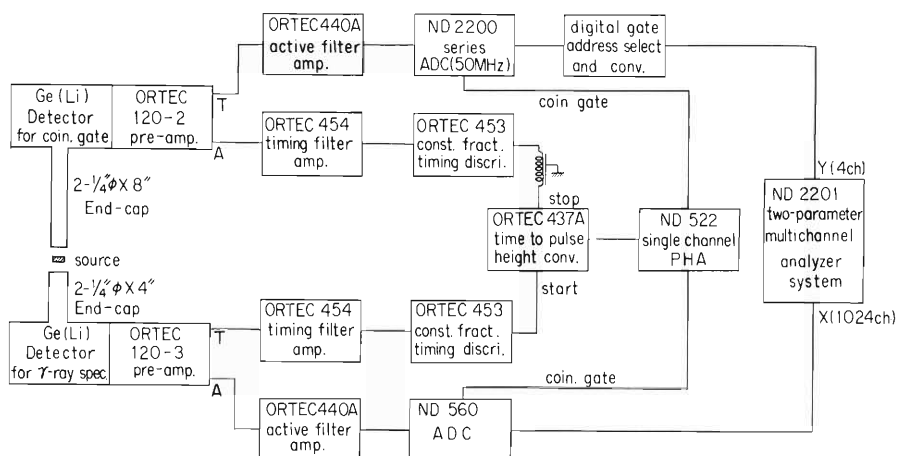 ORTEC440A
active filter
amp.
ND 2200
series
ADC(50MHz)
digital gate
address select
and conv.
Ge(Li)
Detector
for coin. gate
ORTEC
120-2
pre-amp.
T
A
coin gate
ORTEC 454
timing filter
amp.
ORTEC 453
const. fract.
timing discri.
2-1/4"φX8"
End-cap
stop
Y(4ch)
ORTEC 437A
time to pulse
height conv.
ND 522
single channel
PHA
ND 2201
two-parameter
multichannel
analyzer
system
source
2-1/4"φX4"
End-cap
start
X(1024ch)
Ge(Li)
Detector
for γ-ray spec.
ORTEC
120-3
pre-amp.
T
A
ORTEC 454
timing filter
amp.
ORTEC 453
const. fract.
timing discri.
coin. gate
ORTEC440A
active filter
amp.
ND 560
ADC